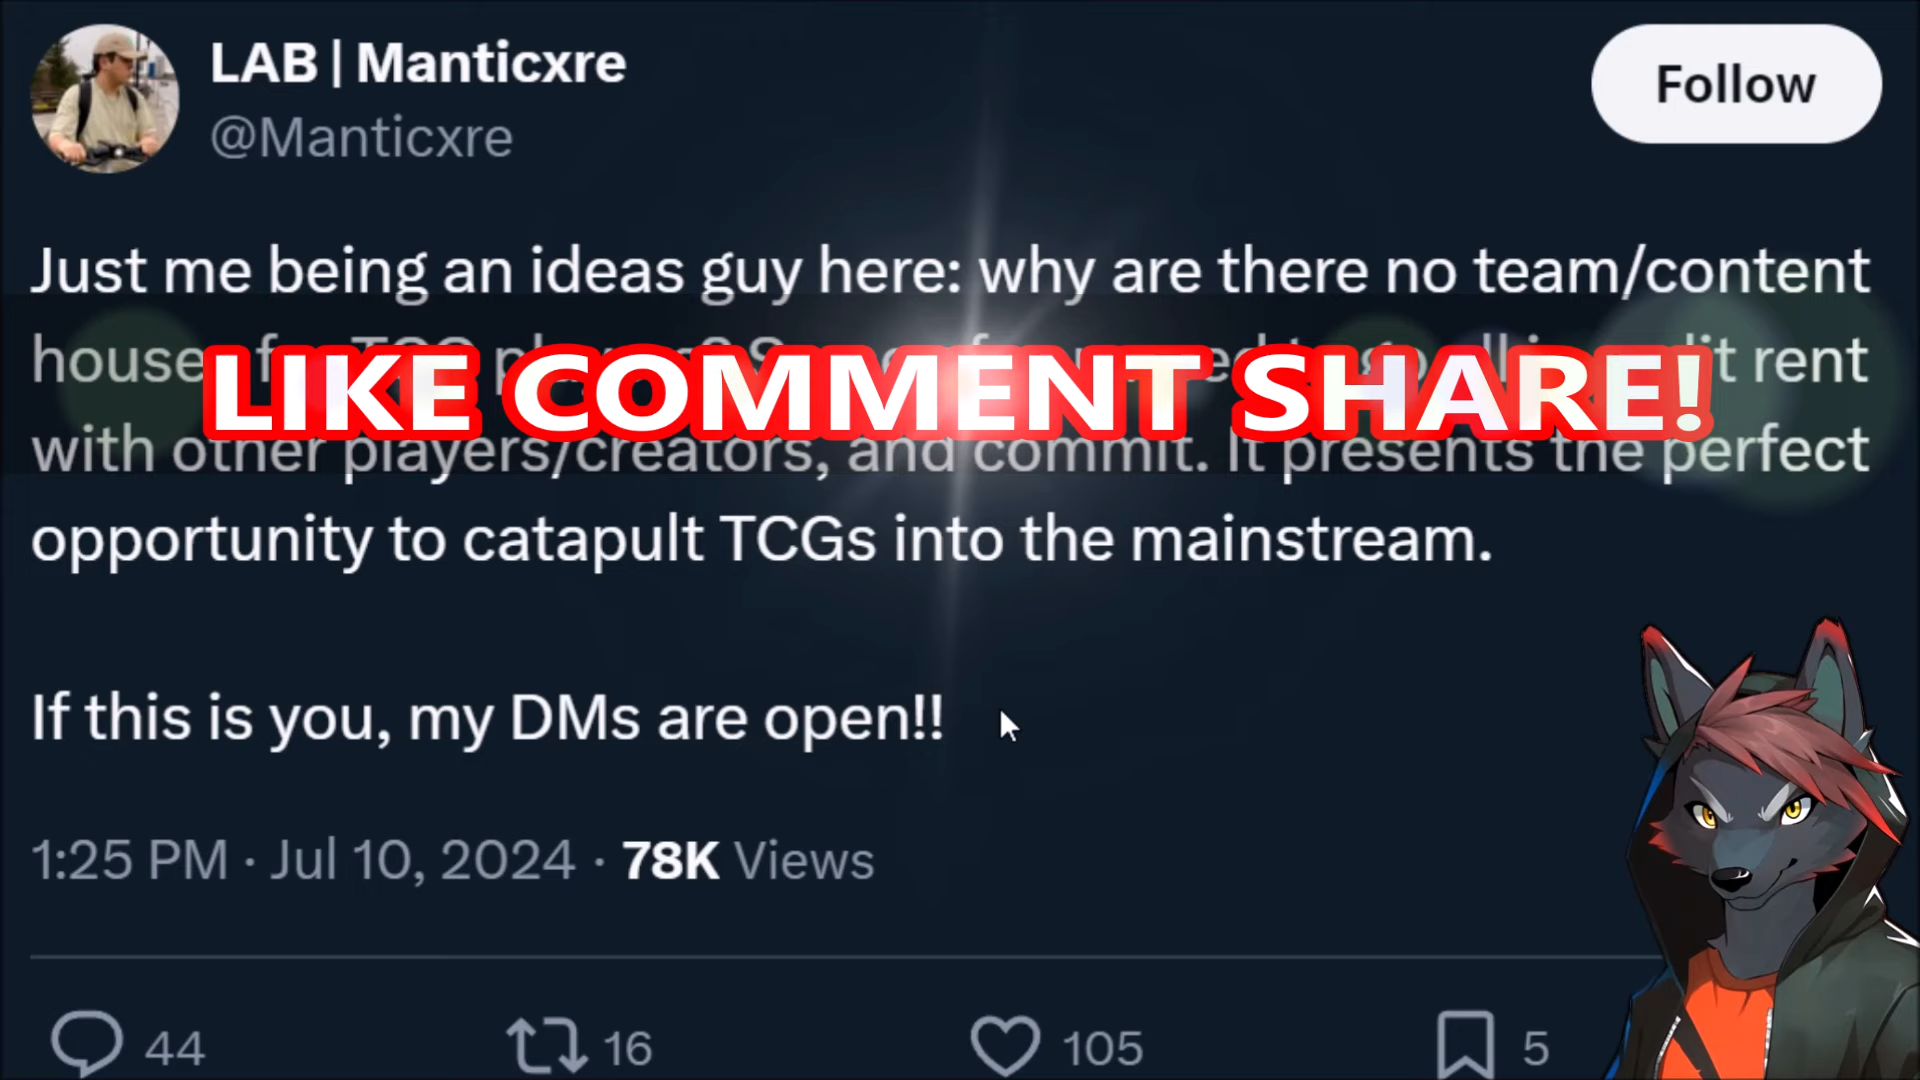 LAB | Manticxre
@Manticxre
Follow
Just me being an ideas guy here: why are there no team/content
rent
LIKE COMMENT SHARE!
with other players/creators, and commit. It presents the perfect
opportunity to catapult TCGs into the mainstream.
If this is you, my DMs are open!!
1:25 PM · Jul 10, 2024 · 78K Views
44 16 105 5